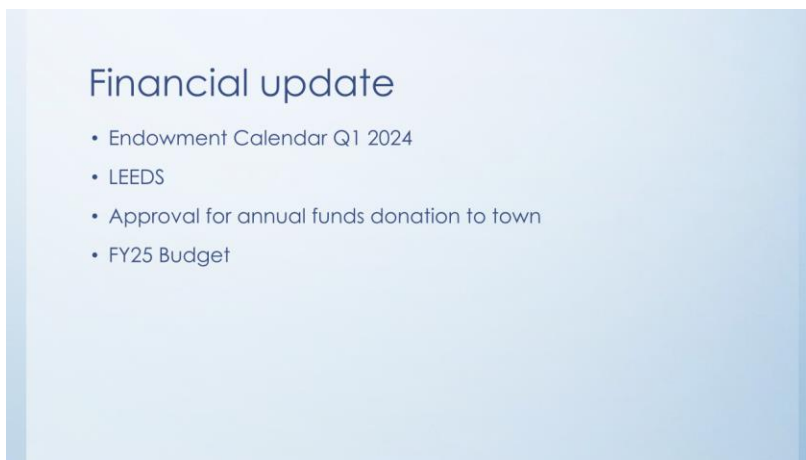 Financial update
• Endowment Calendar Q1 2024
• LEEDS
• Approval for annual funds donation to town
• FY25 Budget